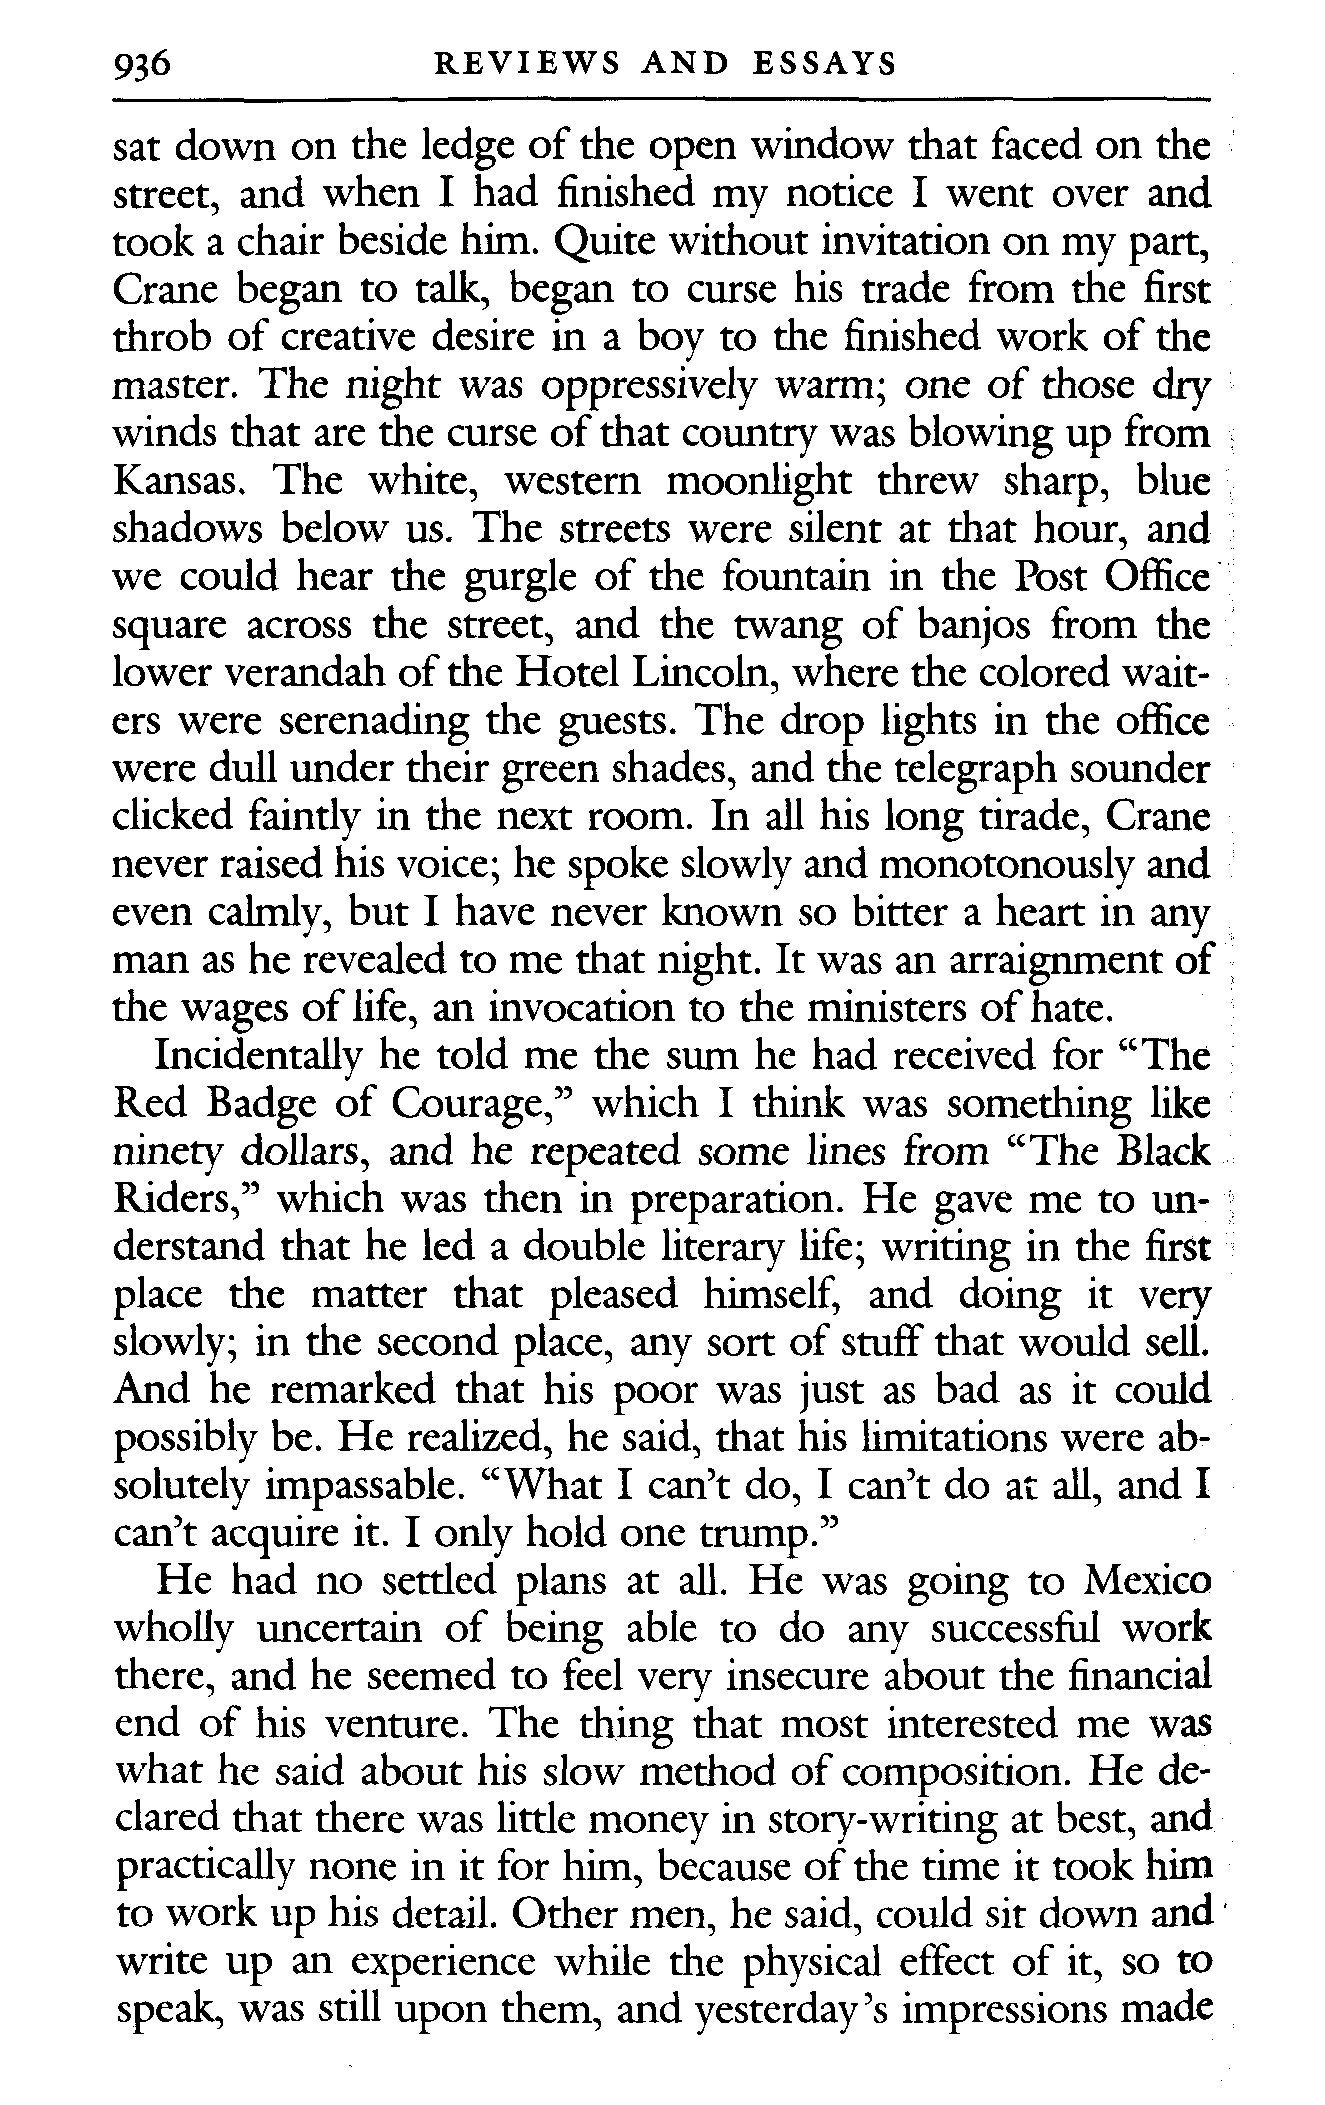 936 REVIEWS AND ESSAYS
sat down on the ledge of the open window that faced on the
street, and when I had finished my notice I went over and
took a chair beside him. Quite without invitation on my part,
Crane began to talk, began to curse his trade from the first
throb of creative desire in a boy to the finished work of the
master. The night was oppressively warm; one of those dry
winds that are the curse of that country was blowing up from
Kansas. The white, western moonlight threw sharp, blue
shadows below us. The streets were silent at that hour, and
we could hear the gurgle of the fountain in the Post Office
square across the street, and the twang of banjos from the
lower verandah of the Hotel Lincoln, where the colored wait-
ers were serenading the guests. The drop lights in the office
were dull under their green shades, and the telegraph sounder
clicked faintly in the next room. In all his long tirade, Crane
never raised his voice; he spoke slowly and monotonously and
even calmly, but I have never known so bitter a heart in any
man as he revealed to me that night. It was an arraignment of
the wages of life, an invocation to the ministers of hate.
Incidentally he told me the sum he had received for “The
Red Badge of Courage,” which I think was something like
ninety dollars, and he repeated some lines from “The Black
Riders,” which was then in preparation. He gave me to un-
derstand that he led a double literary life; writing in the first
place the matter that pleased himself, and doing it very
slowly; in the second place, any sort of stuff that would sell.
And he remarked that his poor was just as bad as it could
possibly be. He realized, he said, that his limitations were ab-
solutely impassable. “What I can’t do, I can’t do at all, and I
can’t acquire it. I only hold one trump.”
He had no settled plans at all. He was going to Mexico
wholly uncertain of being able to do any successful work
there, and he seemed to feel very insecure about the financial
end of his venture. The thing that most interested me was
what he said about his slow method of composition. He de-
clared that there was little money in story-writing at best, and
practically none in it for him, because of the time it took him
to work up his detail. Other men, he said, could sit down and
write up an experience while the physical effect of it, so to
speak, was still upon them, and yesterday’s impressions made